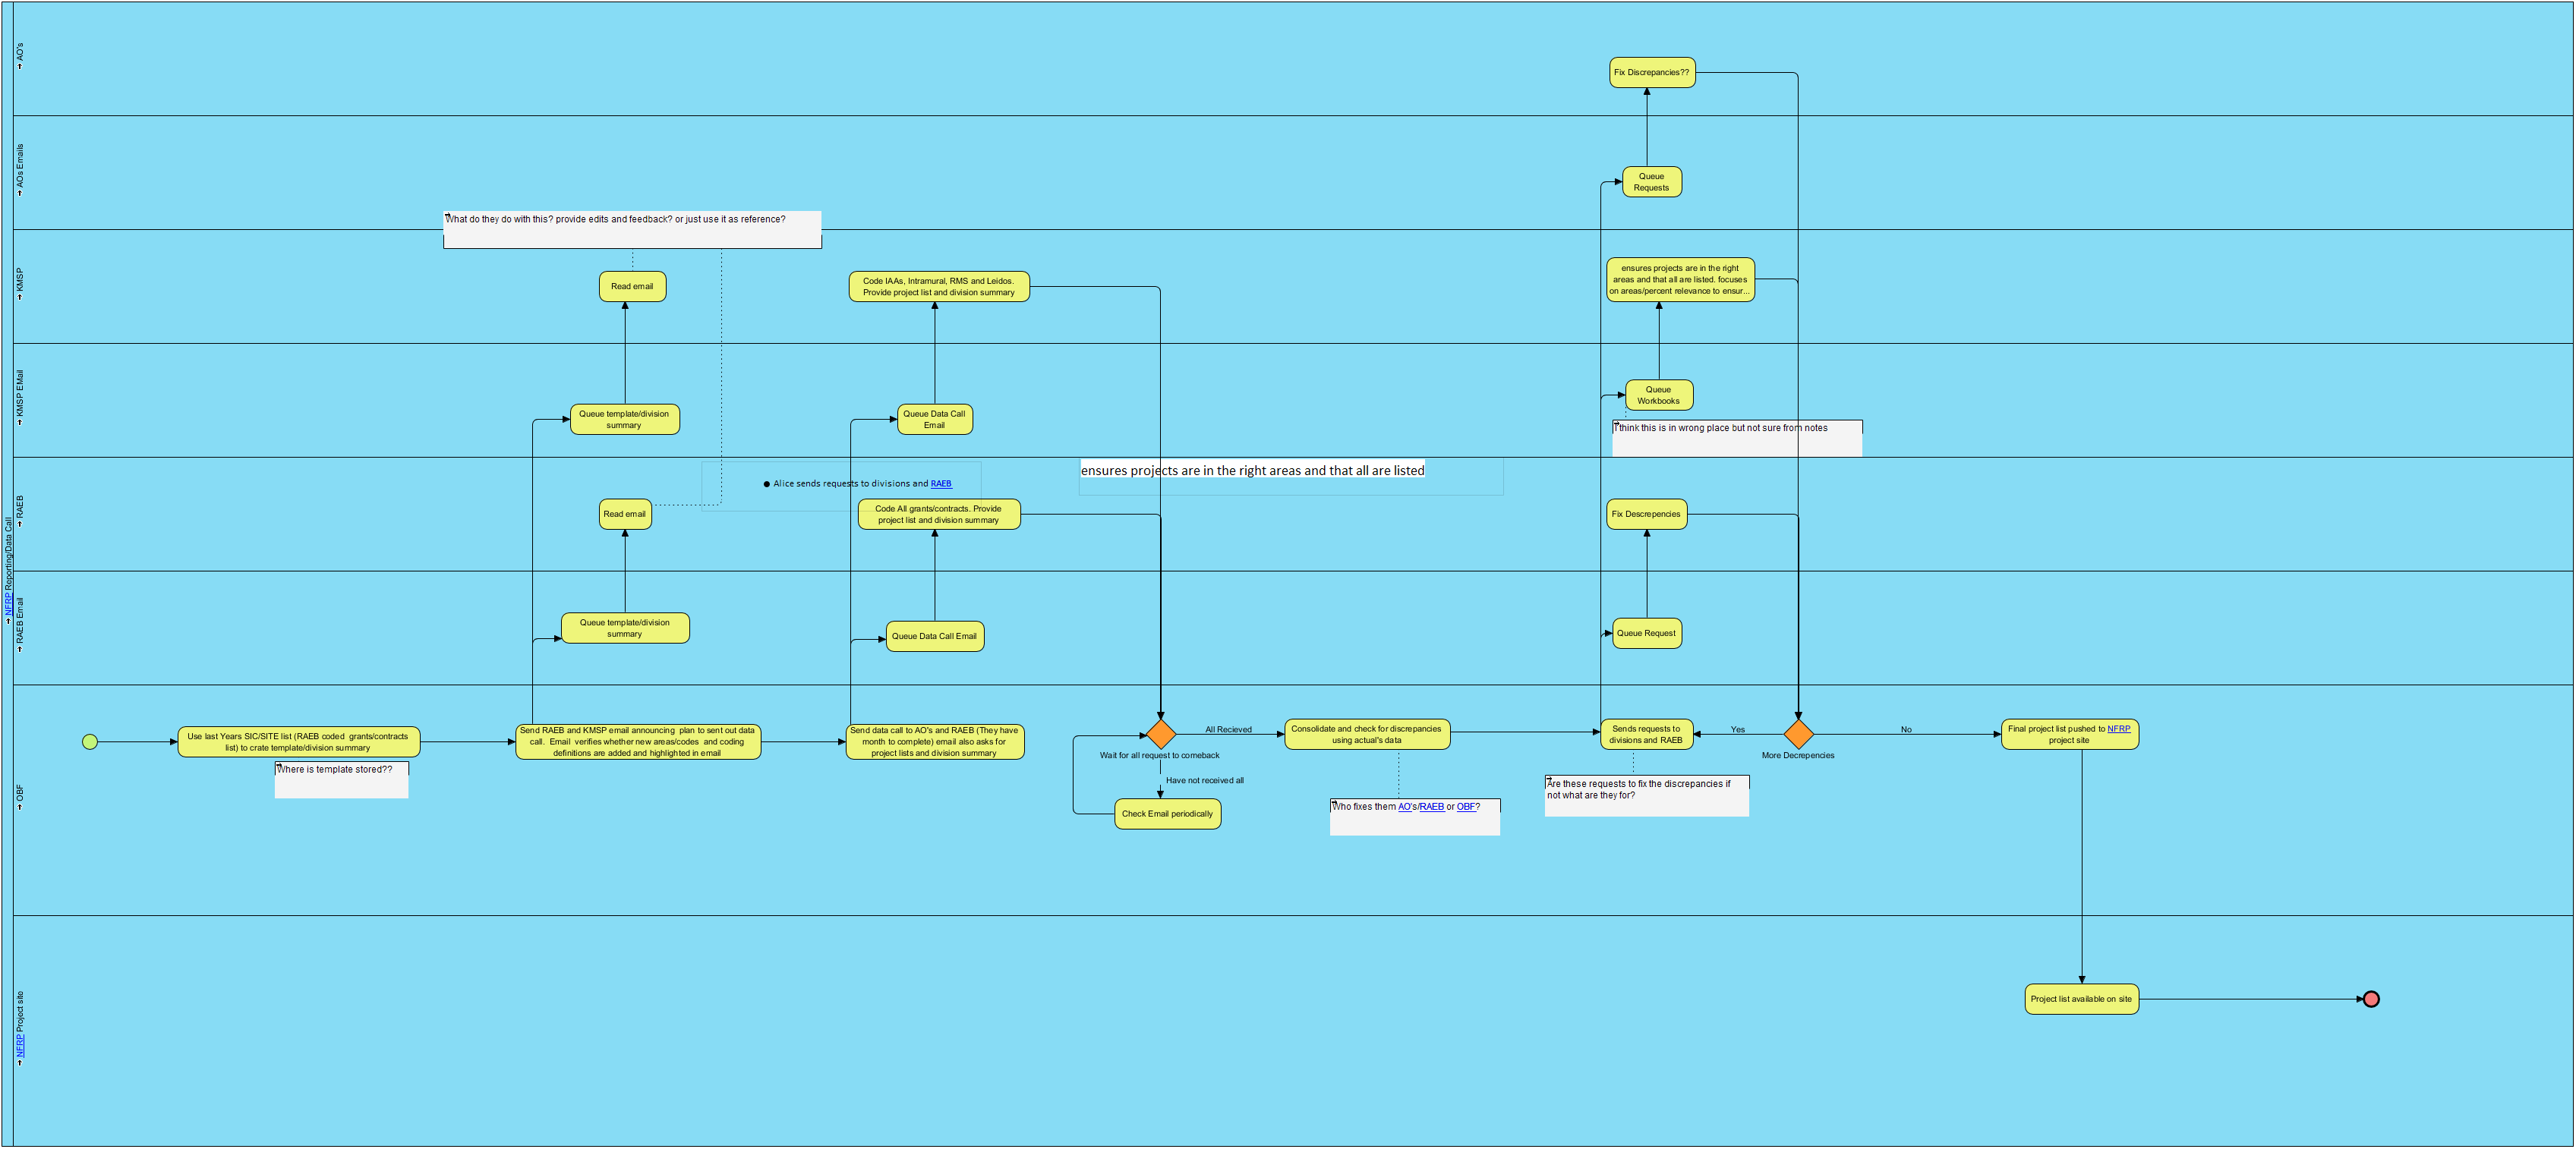 NFRP Reporting/Data Call
AO's
Fix Discrepancies??
AOs Emails
Queue
Requests
What do they do with this? provide edits and feedback? or just use it as reference?
KMSP
Read email
Code IAAs, Intramural, RMS and Leidos.
Provide project list and division summary
ensures projects are in the right
areas and that all are listed. focuses
on areas/percent relevance to ensur...
KMSP EMail
Queue template/division
summary
Queue Data Call
Email
Queue
Workbooks
I think this is in wrong place but not sure from notes
RAEB
● Alice sends requests to divisions and RAEB
ensures projects are in the right areas and that all are listed
Read email
Code All grants/contracts. Provide
project list and division summary
Fix Descrepencies
RAEB Email
Queue template/division
summary
Queue Data Call Email
Queue Request
OBF
Use last Years SIC/SITE list (RAEB coded grants/contracts
list) to crate template/division summary
Where is template stored??
Send RAEB and KMSP email announcing plan to sent out data
call. Email verifies whether new areas/codes and coding
definitions are added and highlighted in email
Send data call to AO's and RAEB (They have
month to complete) email also asks for
project lists and division summary
Wait for all request to comeback
All Recieved
Have not received all
Check Email periodically
Consolidate and check for discrepancies
using actual's data
Who fixes them AO's/RAEB or OBF?
Sends requests to
divisions and RAEB
Are these requests to fix the discrepancies if
not what are they for?
Yes
More Decrepencies
No
Final project list pushed to NFRP
project site
NFRP Project site
Project list available on site